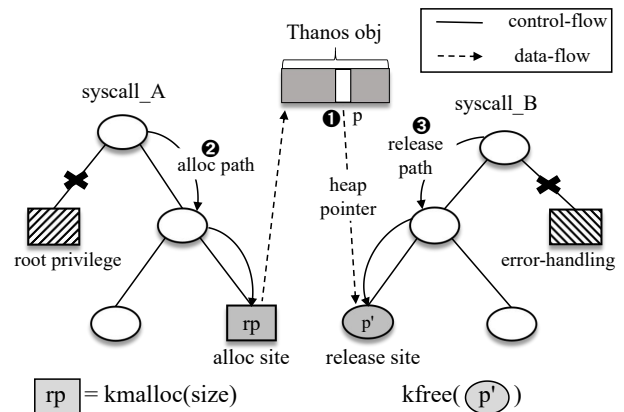 Thanos obj
control-flow
data-flow
syscall_A
❶ p
syscall_B
❷
alloc path
❸
release
path
heap
pointer
root privilege
error-handling
rp
p'
alloc site
release site
rp = kmalloc(size)
kfree( p' )